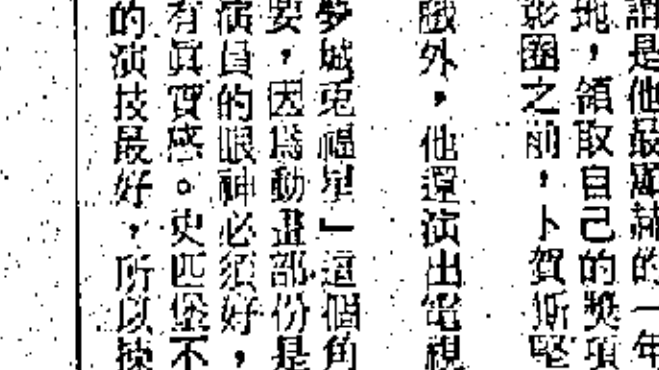 謂是他最顯赫的一年
地，領取自己的獎項
影圈之前，卜賀斯堅
戲外，他還演出電視
夢城兎福星」這個角
要，因爲動畫部份是
演員的眼神必須好，
有眞實感。史匹堡不
的演技最好，所以揀